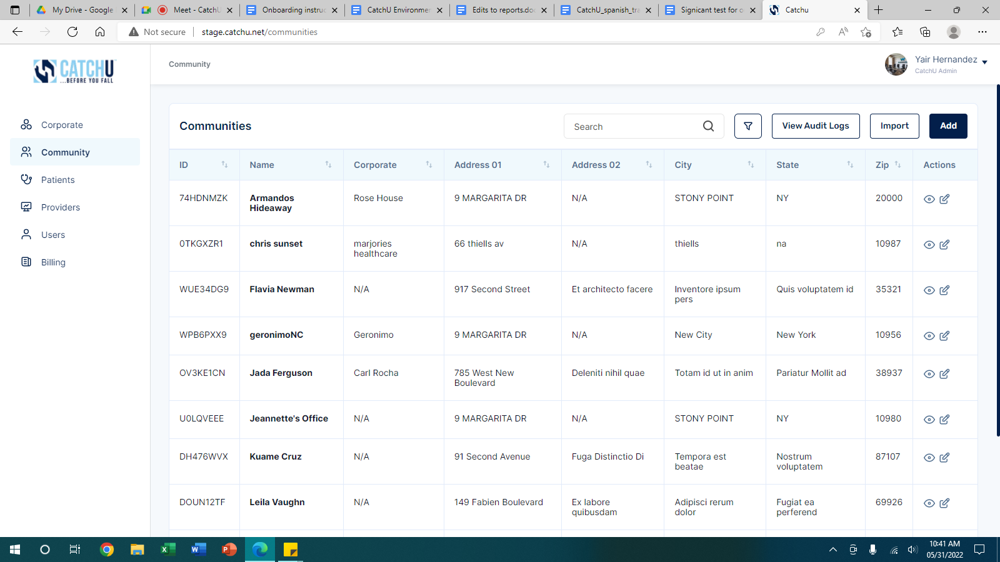 My Drive - Google
Meet - CatchU
Onboarding instruc
CatchU Environmen
Edits to reports.doc
CatchU_spanish_tra
Signicant test for o
Catchu
Not secure
stage.catchu.net/communities
CATCHU
...BEFORE YOU FALL
Community
Yair Hernandez
CatchU Admin
Corporate
Community
Patients
Providers
Users
Billing
Communities
Search
View Audit Logs
Import
Add
ID Name Corporate Address 01 Address 02 City State Zip Actions
74HDNMZK Armandos Rose House 9 MARGARITA DR N/A STONY POINT NY 20000
Hideaway
0TKGXZR1 chris sunset marjories 66 thiells av N/A thiells na 10987
healthcare
WUE34DG9 Flavia Newman N/A 917 Second Street Et architecto facere Inventore ipsum Quis voluptatem id 35321
pers
WPB6PXX9 geronimoNC Geronimo 9 MARGARITA DR N/A New City New York 10956
OV3KE1CN Jada Ferguson Carl Rocha 785 West New Deleniti nihil quae Totam id ut in anim Pariatur Mollit ad 38937
Boulevard
U0LQVEEE Jeannette's Office N/A 9 MARGARITA DR N/A STONY POINT NY 10980
DH476WVX Kuame Cruz N/A 91 Second Avenue Fuga Distinctio Di Tempora est Nostrum 87107
beatae voluptatem
DOUN12TF Leila Vaughn N/A 149 Fabien Boulevard Ex labore Adipisci rerum Fugiat ea 69926
quibusdam dolor perferend
10:41 AM
05/31/2022